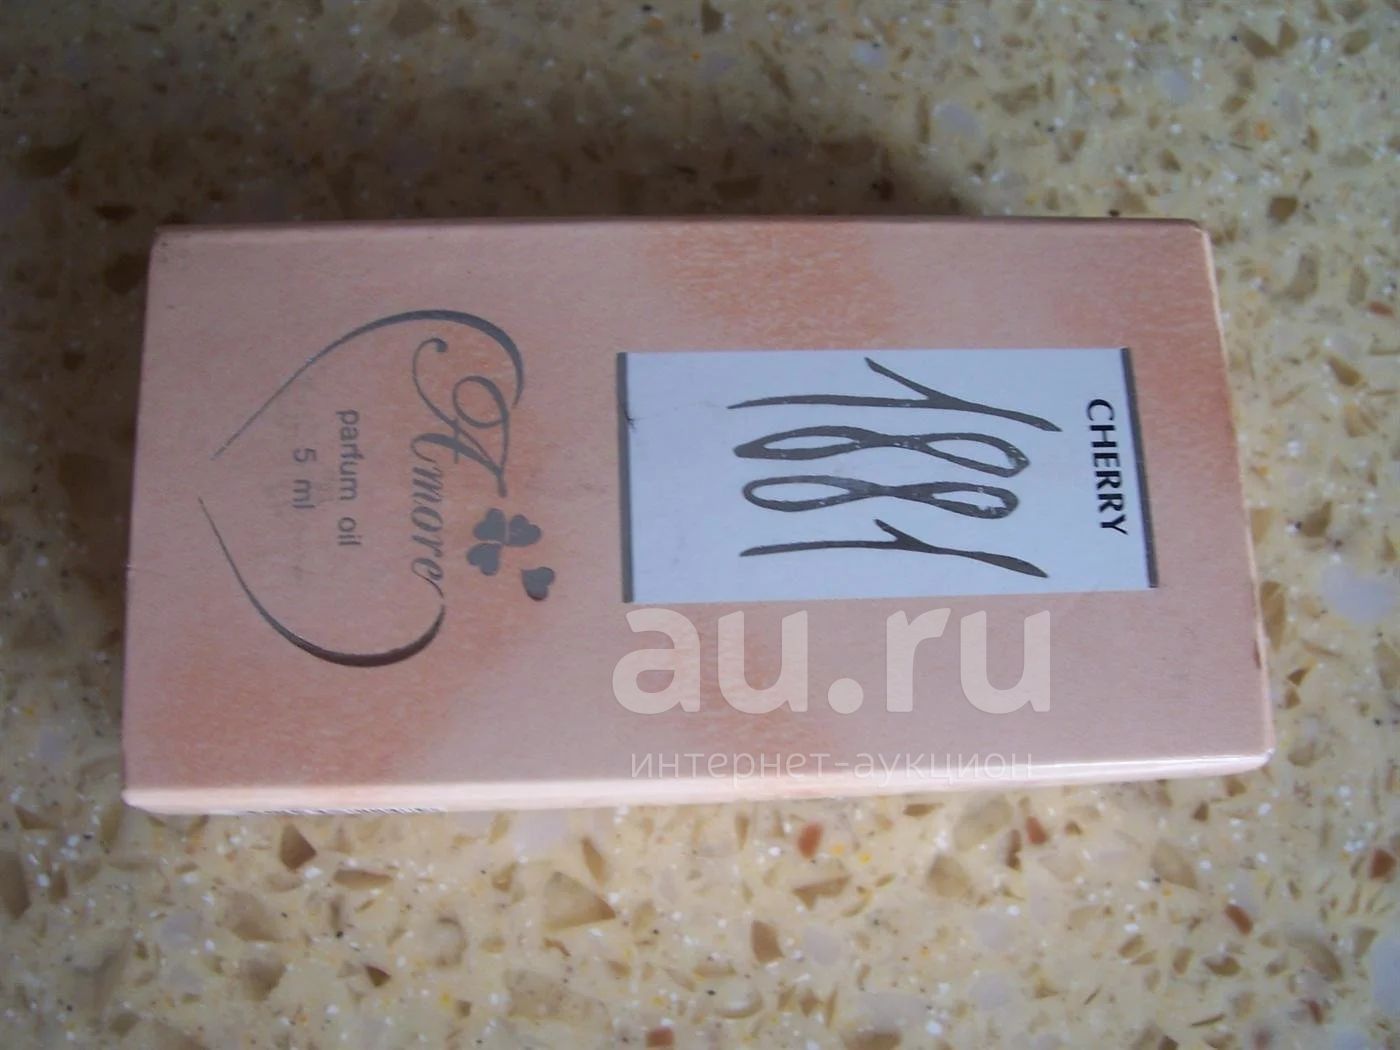 CHERRY
1881
Amore
parfum oil
5 ml
au.ru
интернет-аукцион